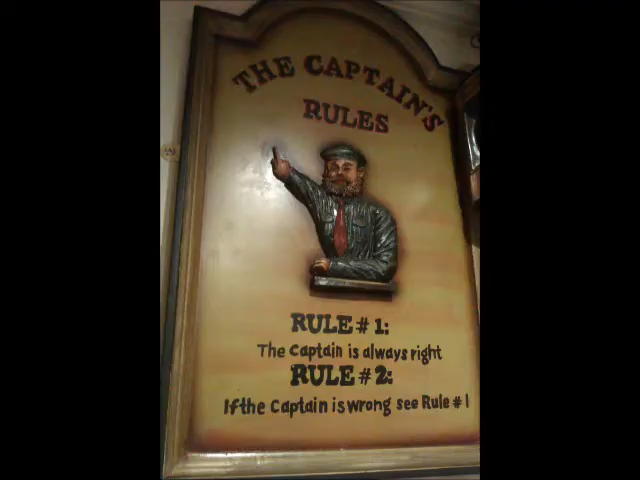 THE CAPTAIN'S
RULES
RULE # 1:
The Captain is always right
RULE # 2:
If the Captain is wrong see Rule # 1